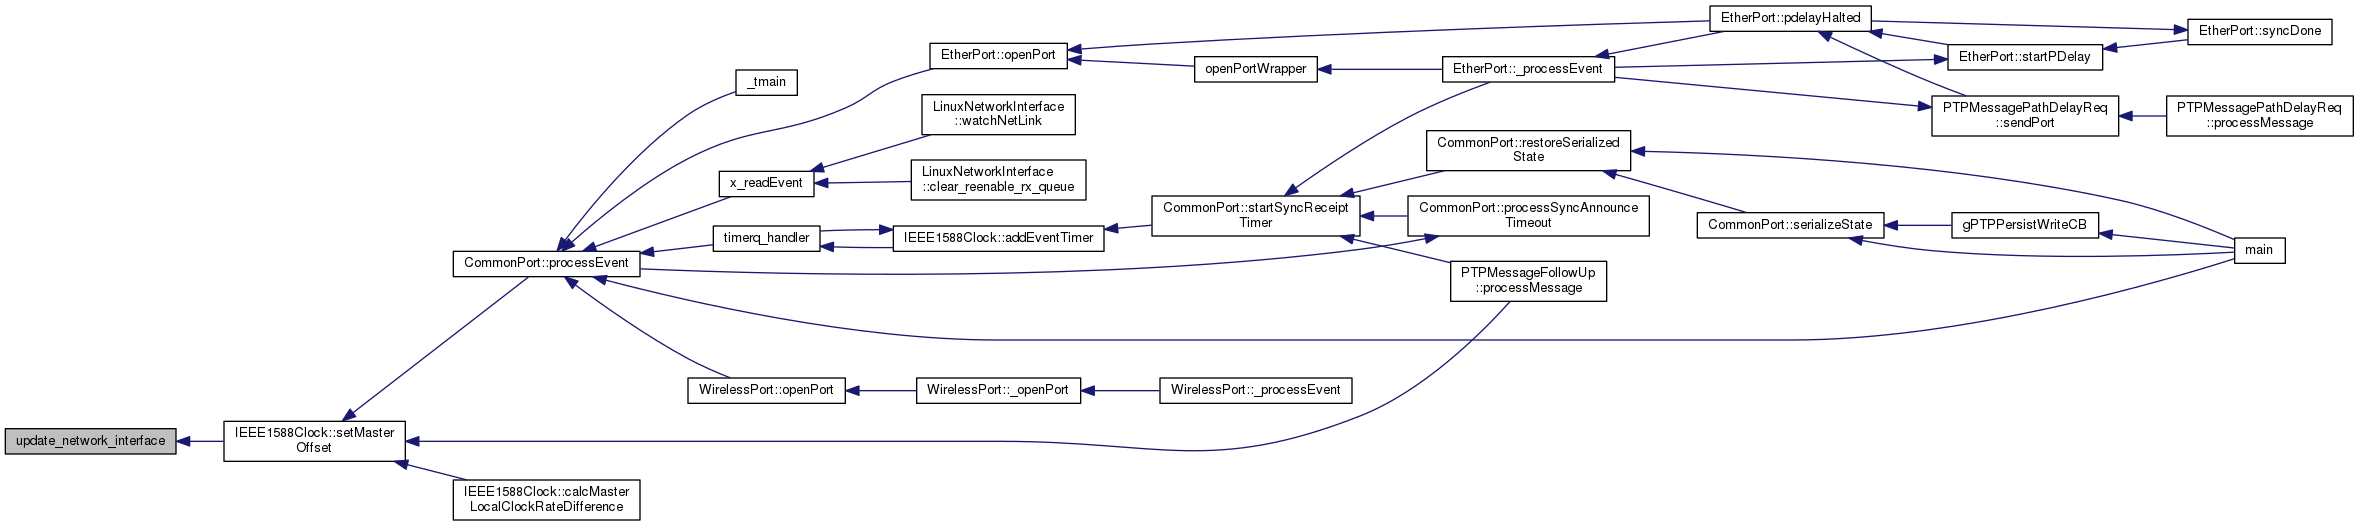 update_network_interface
IEEE1588Clock::setMaster
Offset
CommonPort::processEvent
IEEE1588Clock::calcMaster
LocalClockRateDifference
_tmain
EtherPort::openPort
x_readEvent
timerq_handler
WirelessPort::openPort
LinuxNetworkInterface
::watchNetLink
LinuxNetworkInterface
::clear_reenable_rx_queue
IEEE1588Clock::addEventTimer
WirelessPort::_openPort
openPortWrapper
CommonPort::startSyncReceipt
Timer
WirelessPort::_processEvent
EtherPort::_processEvent
CommonPort::restoreSerialized
State
CommonPort::processSyncAnnounce
Timeout
PTPMessageFollowUp
::processMessage
EtherPort::pdelayHalted
CommonPort::serializeState
EtherPort::startPDelay
PTPMessagePathDelayReq
::sendPort
gPTPPersistWriteCB
EtherPort::syncDone
PTPMessagePathDelayReq
::processMessage
main